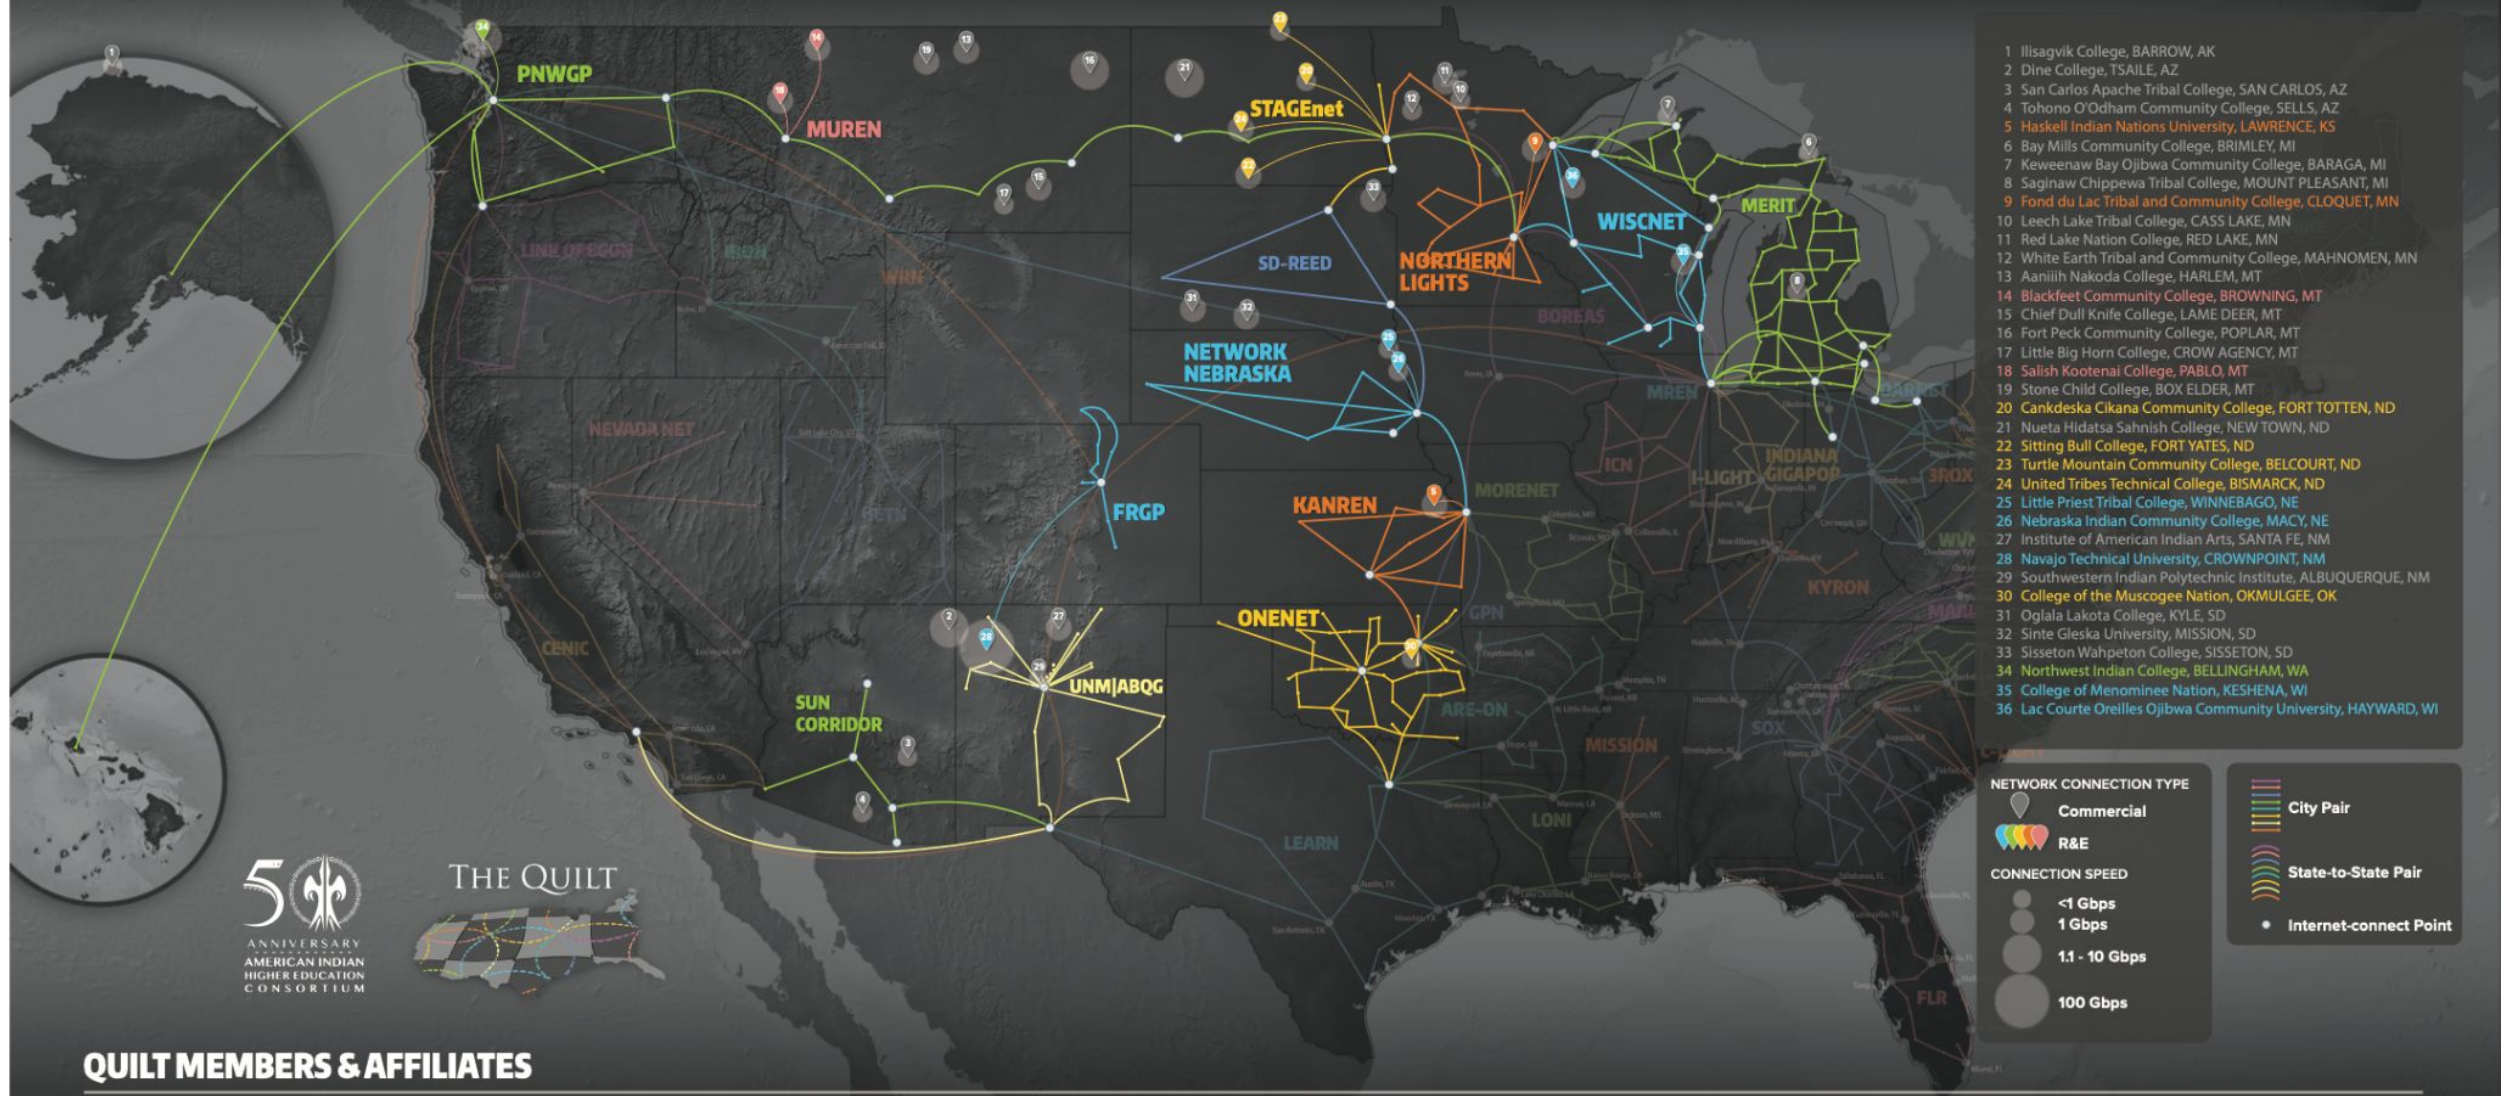 1 Ilisagvik College, BARROW, AK
2 Dine College, TSAILE, AZ
3 San Carlos Apache Tribal College, SAN CARLOS, AZ
4 Tohono O'Odham Community College, SELLS, AZ
5 Haskell Indian Nations University, LAWRENCE, KS
6 Bay Mills Community College, BRIMLEY, MI
7 Keweenaw Bay Ojibwa Community College, BARAGA, MI
8 Saginaw Chippewa Tribal College, MOUNT PLEASANT, MI
9 Fond du Lac Tribal and Community College, CLOQUET, MN
10 Leech Lake Tribal College, CASS LAKE, MN
11 Red Lake Nation College, RED LAKE, MN
12 White Earth Tribal and Community College, MAHNOMEN, MN
13 Aaniiih Nakoda College, HARLEM, MT
14 Blackfeet Community College, BROWNING, MT
15 Chief Dull Knife College, LAME DEER, MT
16 Fort Peck Community College, POPLAR, MT
17 Little Big Horn College, CROW AGENCY, MT
18 Salish Kootenai College, PABLO, MT
19 Stone Child College, BOX ELDER, MT
20 Cankdeska Cikana Community College, FORT TOTTEN, ND
21 Nueta Hidatsa Sahnish College, NEW TOWN, ND
22 Sitting Bull College, FORT YATES, ND
23 Turtle Mountain Community College, BELCOURT, ND
24 United Tribes Technical College, BISMARCK, ND
25 Little Priest Tribal College, WINNEBAGO, NE
26 Nebraska Indian Community College, MACY, NE
27 Institute of American Indian Arts, SANTA FE, NM
28 Navajo Technical University, CROWNPOINT, NM
29 Southwestern Indian Polytechnic Institute, ALBUQUERQUE, NM
30 College of the Muscogee Nation, OKMULGEE, OK
31 Oglala Lakota College, KYLE, SD
32 Sinte Gleska University, MISSION, SD
33 Sisseton Wahpeton College, SISSETON, SD
34 Northwest Indian College, BELLINGHAM, WA
35 College of Menominee Nation, KESHENA, WI
36 Lac Courte Oreilles Ojibwa Community University, HAYWARD, WI
NETWORK CONNECTION TYPE
Commercial
R&E
CONNECTION SPEED
<1 Gbps
1 Gbps
1.1 - 10 Gbps
100 Gbps
City Pair
State-to-State Pair
Internet-connect Point
PNWGP
MUREN
STAGEnet
WISCNET
MERIT
LINK OREGON
IRON
WRN
SD-REED
NORTHERN
LIGHTS
BOREAS
NETWORK
NEBRASKA
MREN
OARNET
NEVADA NET
UETN
FRGP
KANREN
MORENET
ICN
I-LIGHT
INDIANA
GIGAPOP
3ROX
KYRON
CENIC
ONENET
GPN
UNM|ABQG
SUN
CORRIDOR
ARE-ON
MISSION
SOX
LEARN
LONI
FLR
50
ANNIVERSARY
AMERICAN INDIAN
HIGHER EDUCATION
CONSORTIUM
THE QUILT
QUILT MEMBERS & AFFILIATES